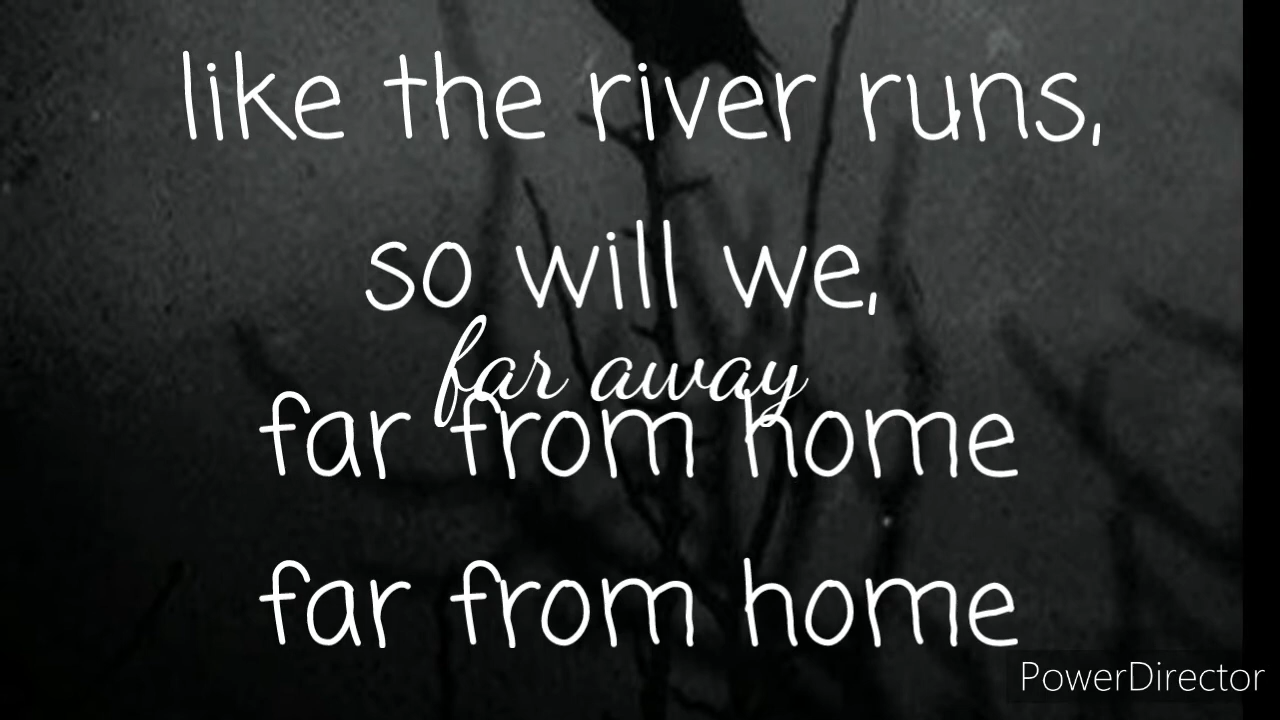 like the river runs,
so will we,
far away
far from home
far from home
PowerDirector